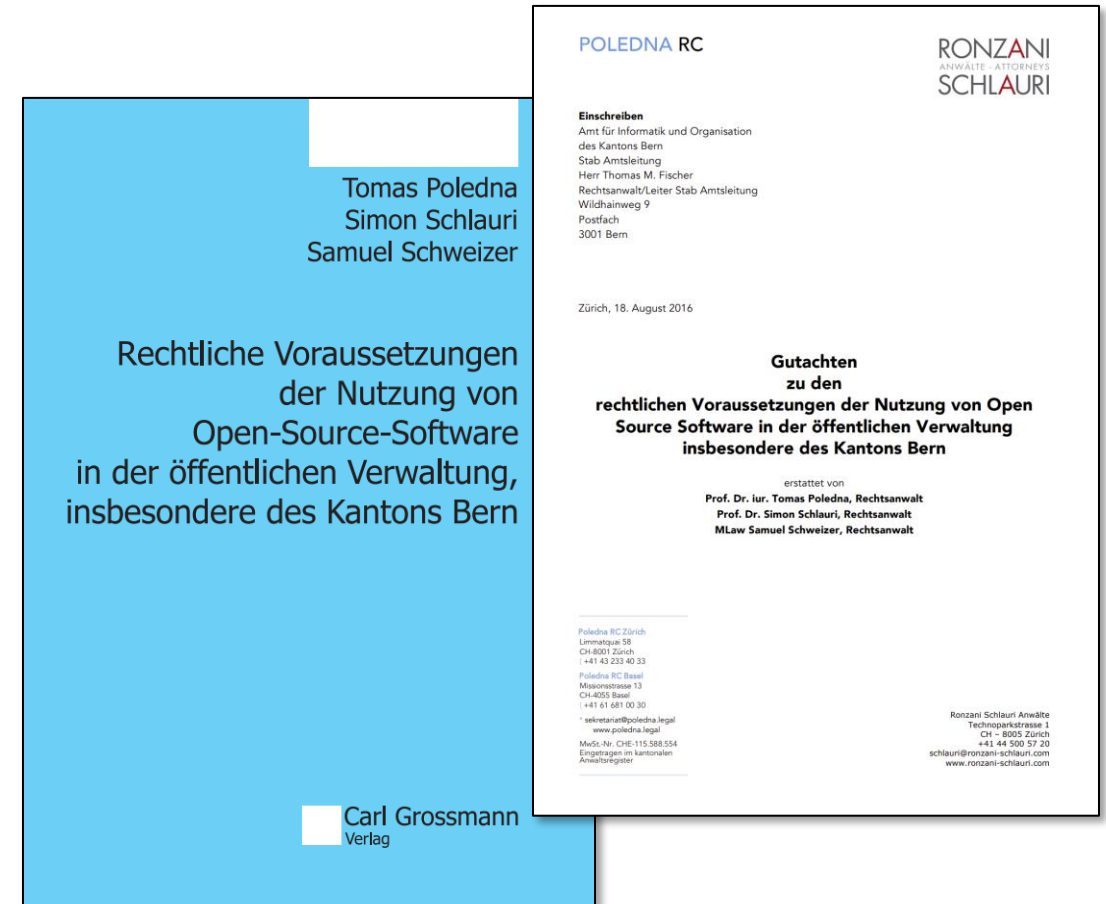 Tomas Poledna
Simon Schlauri
Samuel Schweizer
Rechtliche Voraussetzungen
der Nutzung von
Open-Source-Software
in der öffentlichen Verwaltung,
insbesondere des Kantons Bern
Carl Grossmann
Verlag
POLEDNA RC
RONZANI
ANWÄLTE - ATTORNEYS
SCHLAURI
Einschreiben
Amt für Informatik und Organisation
des Kantons Bern
Stab Amtsleitung
Herr Thomas M. Fischer
Rechtsanwalt/Leiter Stab Amtsleitung
Wildhainweg 9
Postfach
3001 Bern
Zürich, 18. August 2016
Gutachten
zu den
rechtlichen Voraussetzungen der Nutzung von Open
Source Software in der öffentlichen Verwaltung
insbesondere des Kantons Bern
erstattet von
Prof. Dr. iur. Tomas Poledna, Rechtsanwalt
Prof. Dr. Simon Schlauri, Rechtsanwalt
MLaw Samuel Schweizer, Rechtsanwalt
Poledna RC Zürich
Limmatquai 58
CH-8001 Zürich
+41 43 233 40 33
Poledna RC Basel
Missionsstrasse 13
CH-4055 Basel
+41 61 681 00 30
sekretariat@poledna.legal
www.poledna.legal
MwSt.-Nr. CHE-115.588.554
Eingetragen im kantonalen
Anwaltsregister
Ronzani Schlauri Anwälte
Technoparkstrasse 1
CH – 8005 Zürich
+41 44 500 57 20
schlauri@ronzani-schlauri.com
www.ronzani-schlauri.com